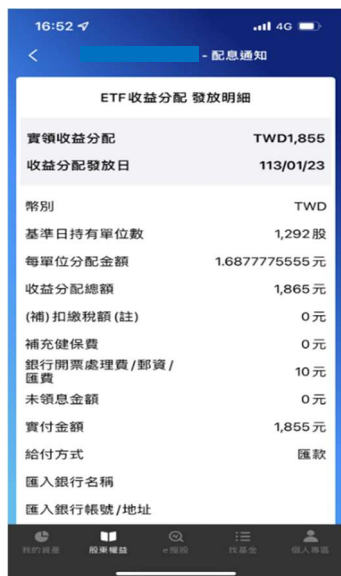 16:52 4G
- 配息通知
ETF收益分配 發放明細
實領收益分配 TWD1,855
收益分配發放日 113/01/23
幣別 TWD
基準日持有單位數 1,292股
每單位分配金額 1.6877775555元
收益分配總額 1,865元
(補)扣繳稅額(註) 0元
補充健保費 0元
銀行開票處理費/郵資/
匯費 10元
未領息金額 0元
實付金額 1,855元
給付方式 匯款
匯入銀行名稱
匯入銀行帳號/地址
我的資產 股東權益 e服務 找基金 個人專區